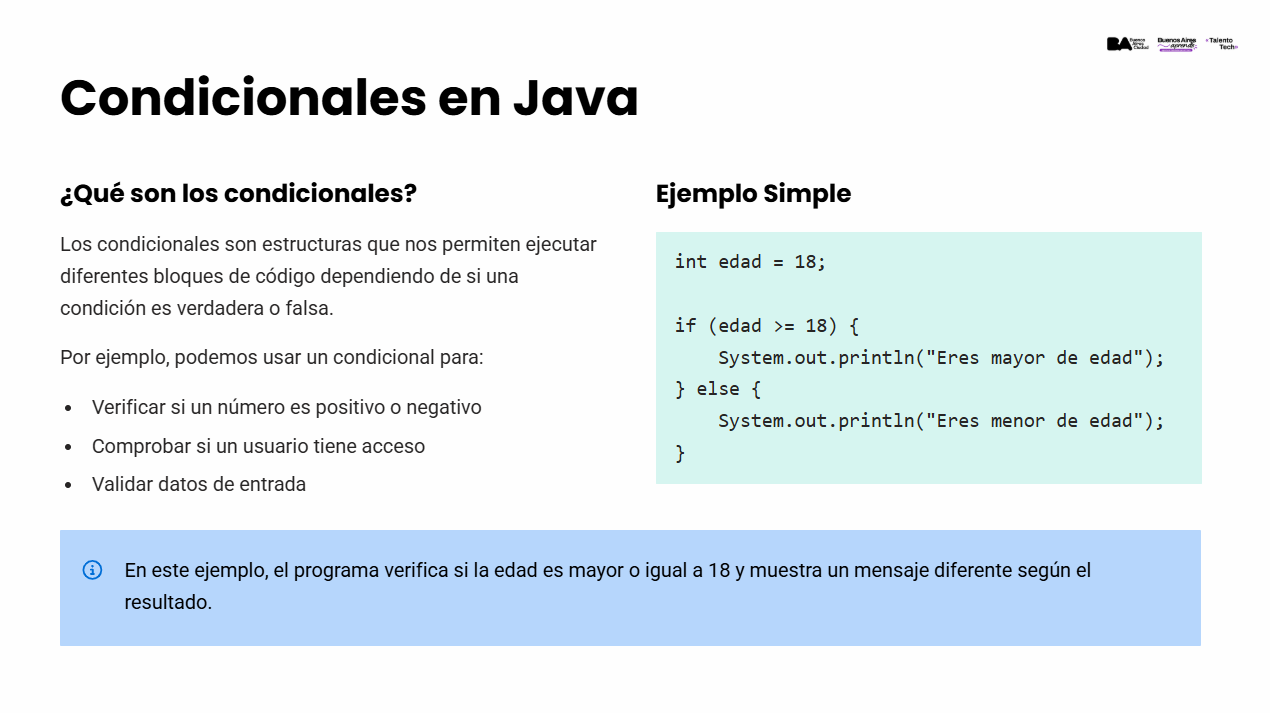 BA Buenos
Aires
Ciudad
Buenos Aires
aprende
Talento
Tech
Condicionales en Java
¿Qué son los condicionales?
Los condicionales son estructuras que nos permiten ejecutar
diferentes bloques de código dependiendo de si una
condición es verdadera o falsa.
Por ejemplo, podemos usar un condicional para:
• Verificar si un número es positivo o negativo
• Comprobar si un usuario tiene acceso
• Validar datos de entrada
Ejemplo Simple
int edad = 18;
if (edad >= 18) {
    System.out.println("Eres mayor de edad");
} else {
    System.out.println("Eres menor de edad");
}
En este ejemplo, el programa verifica si la edad es mayor o igual a 18 y muestra un mensaje diferente según el
resultado.